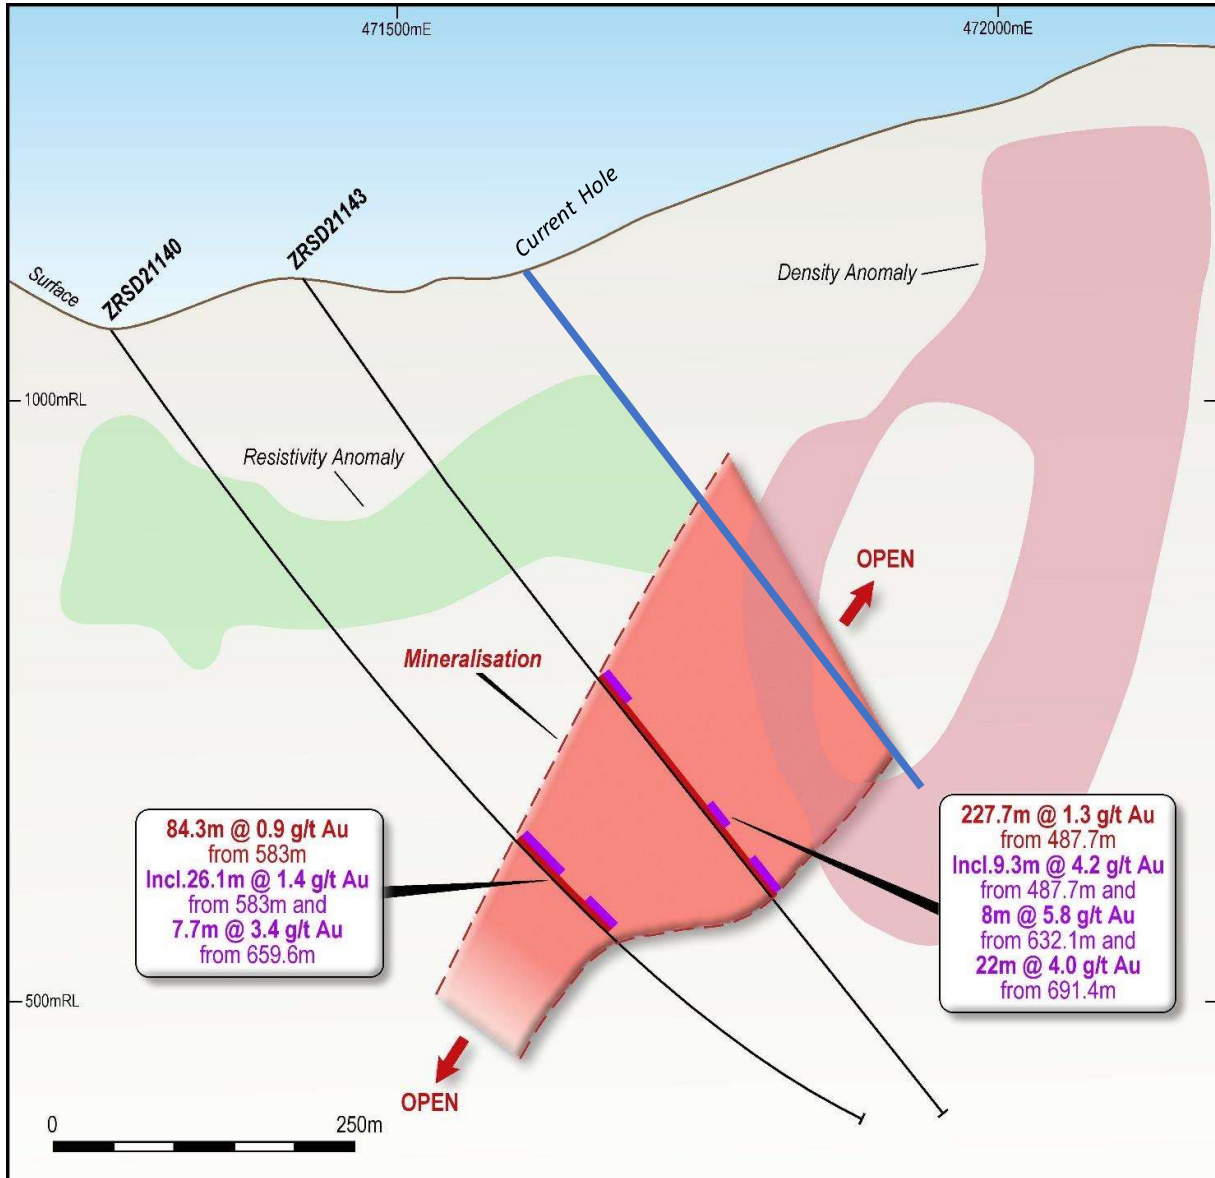 471500mE
472000mE
Surface
ZRSD21140
ZRSD21143
Current Hole
Density Anomaly
1000mRL
Resistivity Anomaly
OPEN
Mineralisation
84.3m @ 0.9 g/t Au
from 583m
Incl.26.1m @ 1.4 g/t Au
from 583m and
7.7m @ 3.4 g/t Au
from 659.6m
227.7m @ 1.3 g/t Au
from 487.7m
Incl.9.3m @ 4.2 g/t Au
from 487.7m and
8m @ 5.8 g/t Au
from 632.1m and
22m @ 4.0 g/t Au
from 691.4m
500mRL
OPEN
0 250m